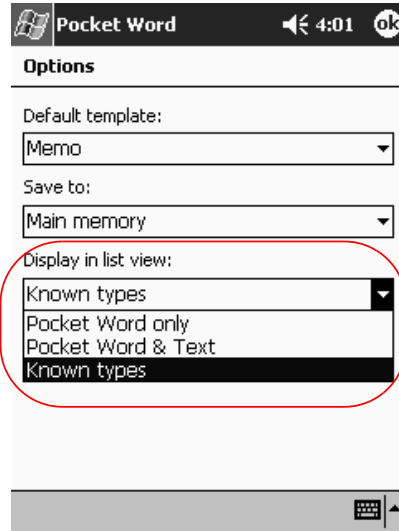 Pocket Word 4:01 ok
Options
Default template:
Memo
Save to:
Main memory
Display in list view:
Known types
Pocket Word only
Pocket Word & Text
Known types